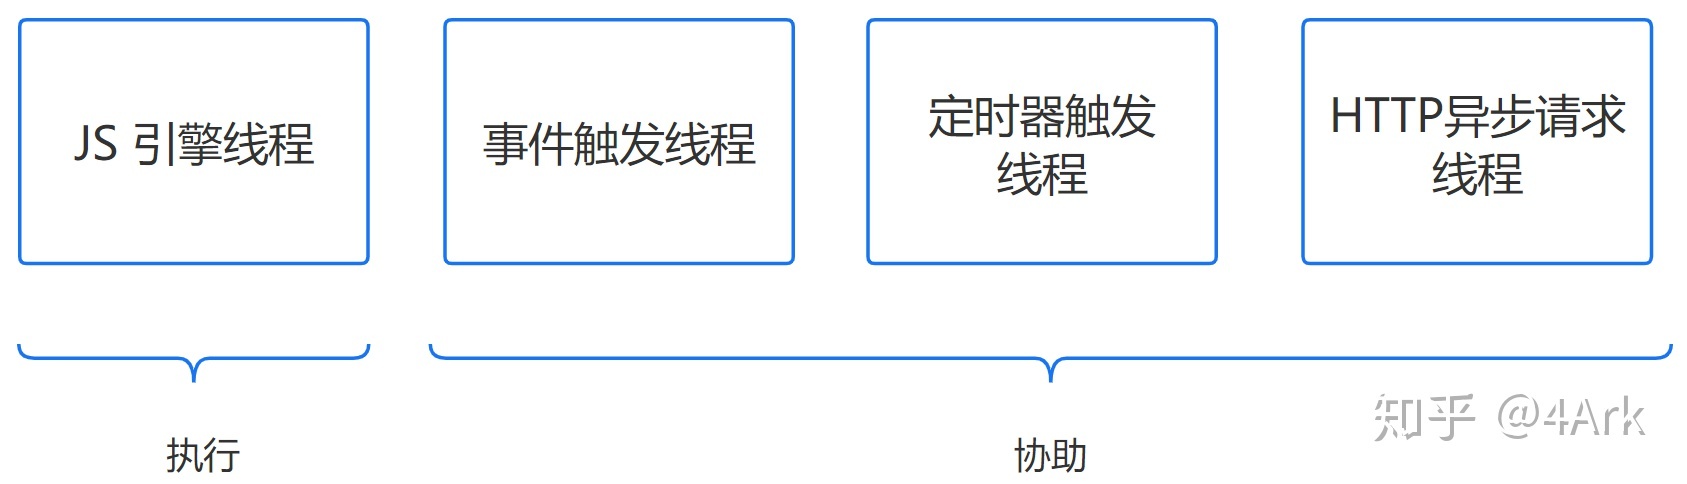 JS 引擎线程
事件触发线程
定时器触发
线程
HTTP异步请求
线程
执行
协助
知乎 @4Ark